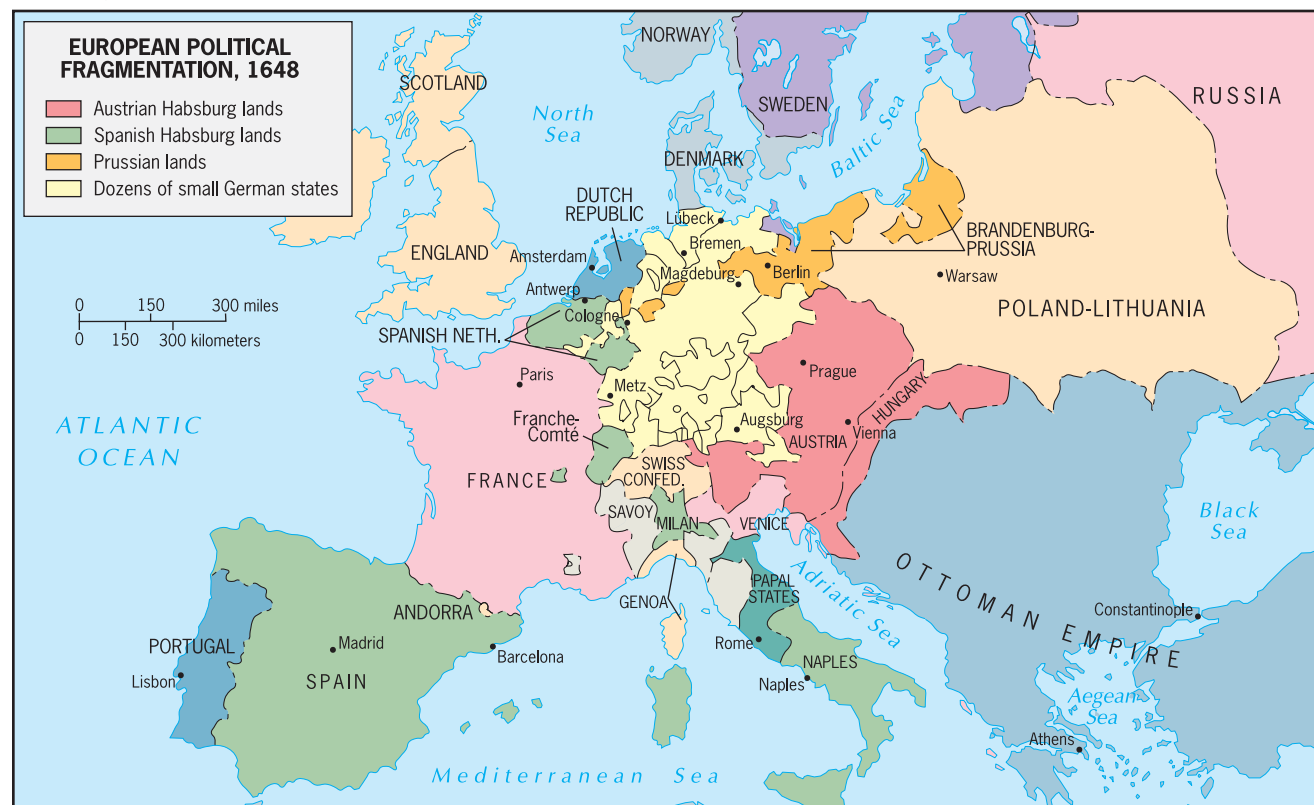 EUROPEAN POLITICAL
FRAGMENTATION, 1648
Austrian Habsburg lands
Spanish Habsburg lands
Prussian lands
Dozens of small German states
NORWAY
SCOTLAND
RUSSIA
North
Sea
SWEDEN
Baltic Sea
DENMARK
DUTCH
REPUBLIC
Lübeck
BRANDENBURG-
PRUSSIA
ENGLAND
Bremen
Amsterdam
Magdeburg
Berlin
Warsaw
Antwerp
0 150 300 miles
0 150 300 kilometers
Cologne
POLAND-LITHUANIA
SPANISH NETH.
Paris
Prague
Metz
HUNGARY
ATLANTIC
OCEAN
Franche-
Comté
Augsburg
Vienna
AUSTRIA
FRANCE
SWISS
CONFED.
SAVOY
MILAN
VENICE
Black
Sea
OTTOMAN EMPIRE
PAPAL
STATES
Adriatic Sea
GENOA
ANDORRA
Constantinople
PORTUGAL
Madrid
Barcelona
Rome
NAPLES
Lisbon
SPAIN
Naples
Aegean
Sea
Athens
Mediterranean Sea